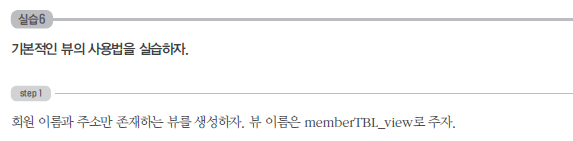 실습6
기본적인 뷰의 사용법을 실습하자.
step 1
회원 이름과 주소만 존재하는 뷰를 생성하자. 뷰 이름은 memberTBL_view로 주자.